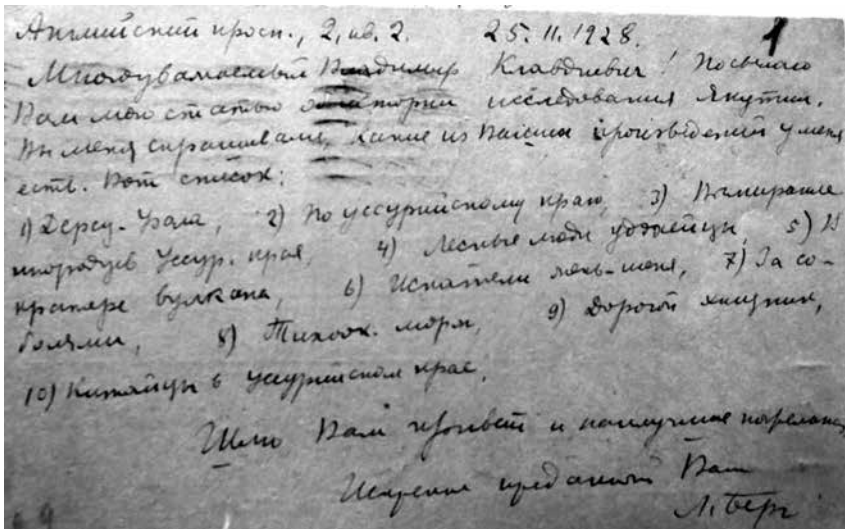 Английский просп., 2, кв. 2. 25.11.1928. 1
Многоуважаемый Владимир Клавдиевич! Посылаю
Вам мою статью об истории исследования Якутии.
Вы меня спрашивали, какие из Ваших произведений у меня
есть. Вот список:
1) Дерсу-Узала, 2) По уссурийскому краю, 3) Вымирание
инородцев Уссур. края, 4) Лесные люди удэхейцы, 5) В
кратере вулкана, 6) Искатели жень-шеня, 7) За со-
болями, 8) Тихоок. морж, 9) Дорогой хищник,
10) Китайцы в уссурийском крае.
Шлю Вам привет и наилучшие пожелания
Искренне преданный Вам
Л. Берг